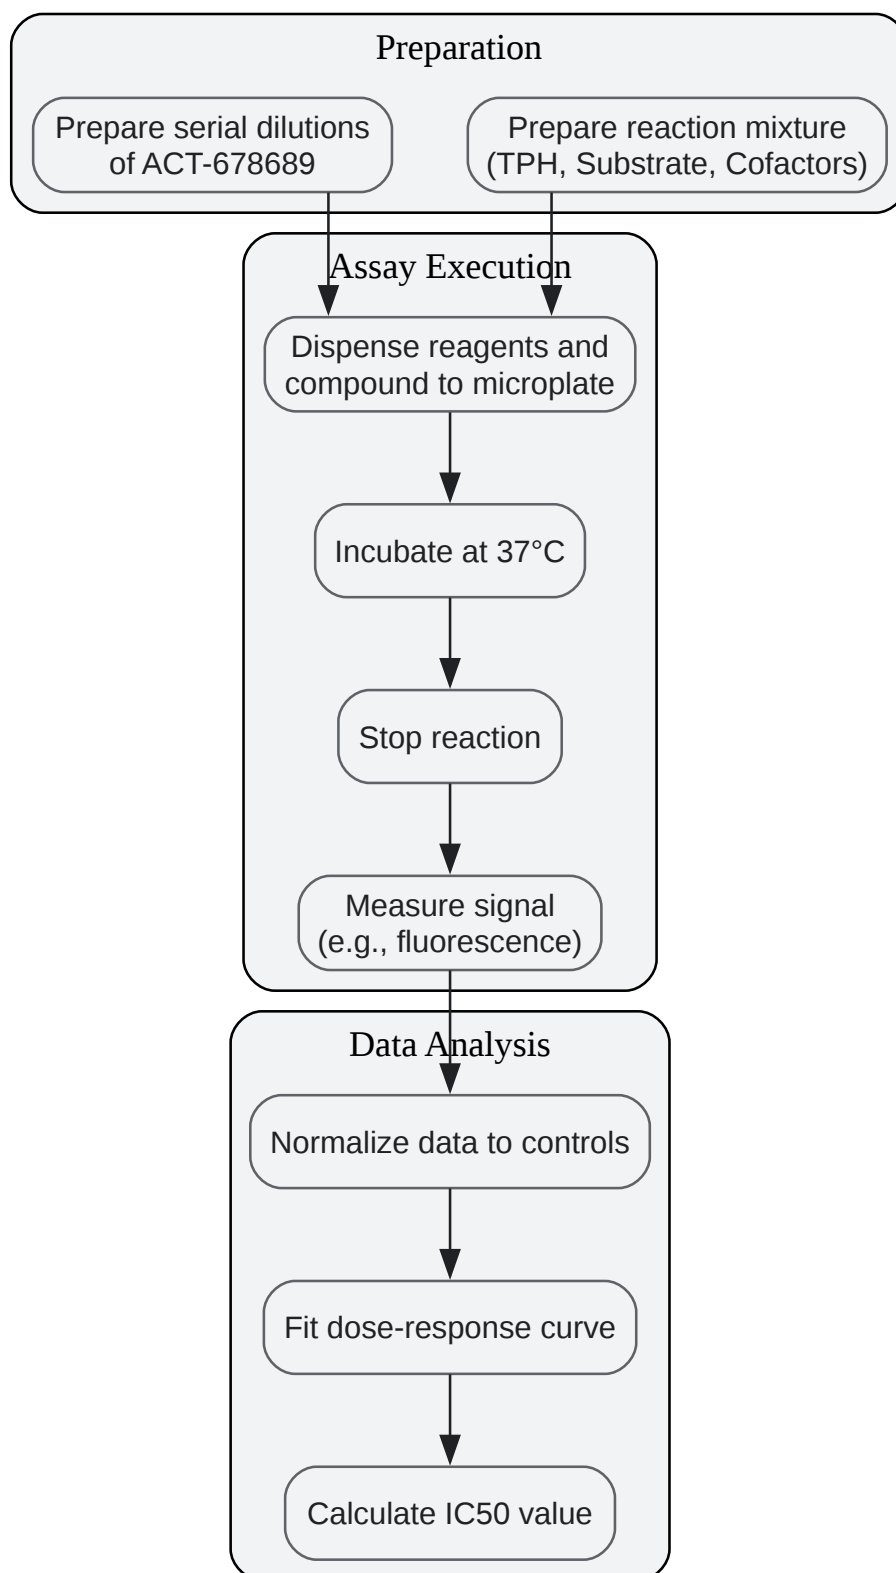 Preparation
Prepare serial dilutions
of ACT-678689
Prepare reaction mixture
(TPH, Substrate, Cofactors)
Assay Execution
Dispense reagents and
compound to microplate
Incubate at 37°C
Stop reaction
Measure signal
(e.g., fluorescence)
Data Analysis
Normalize data to controls
Fit dose-response curve
Calculate IC50 value